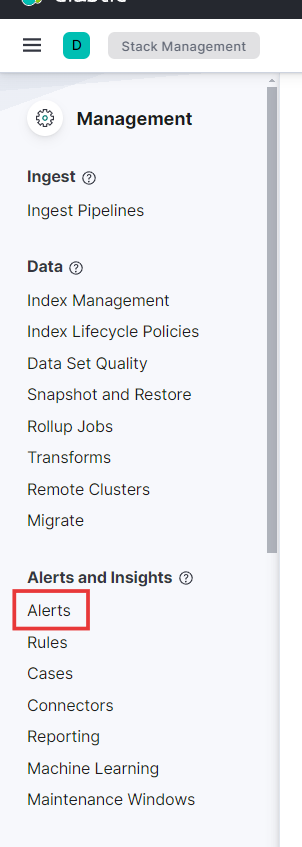 elastic
D
Stack Management
Management
Ingest
Ingest Pipelines
Data
Index Management
Index Lifecycle Policies
Data Set Quality
Snapshot and Restore
Rollup Jobs
Transforms
Remote Clusters
Migrate
Alerts and Insights
Alerts
Rules
Cases
Connectors
Reporting
Machine Learning
Maintenance Windows